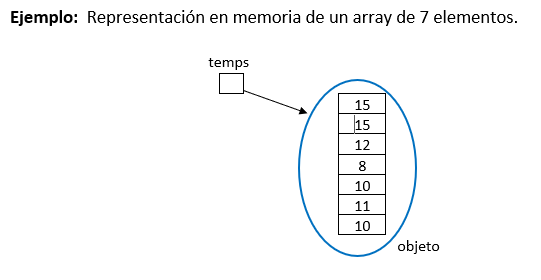 Ejemplo: Representación en memoria de un array de 7 elementos.
temps
15
15
12
8
10
11
10
objeto